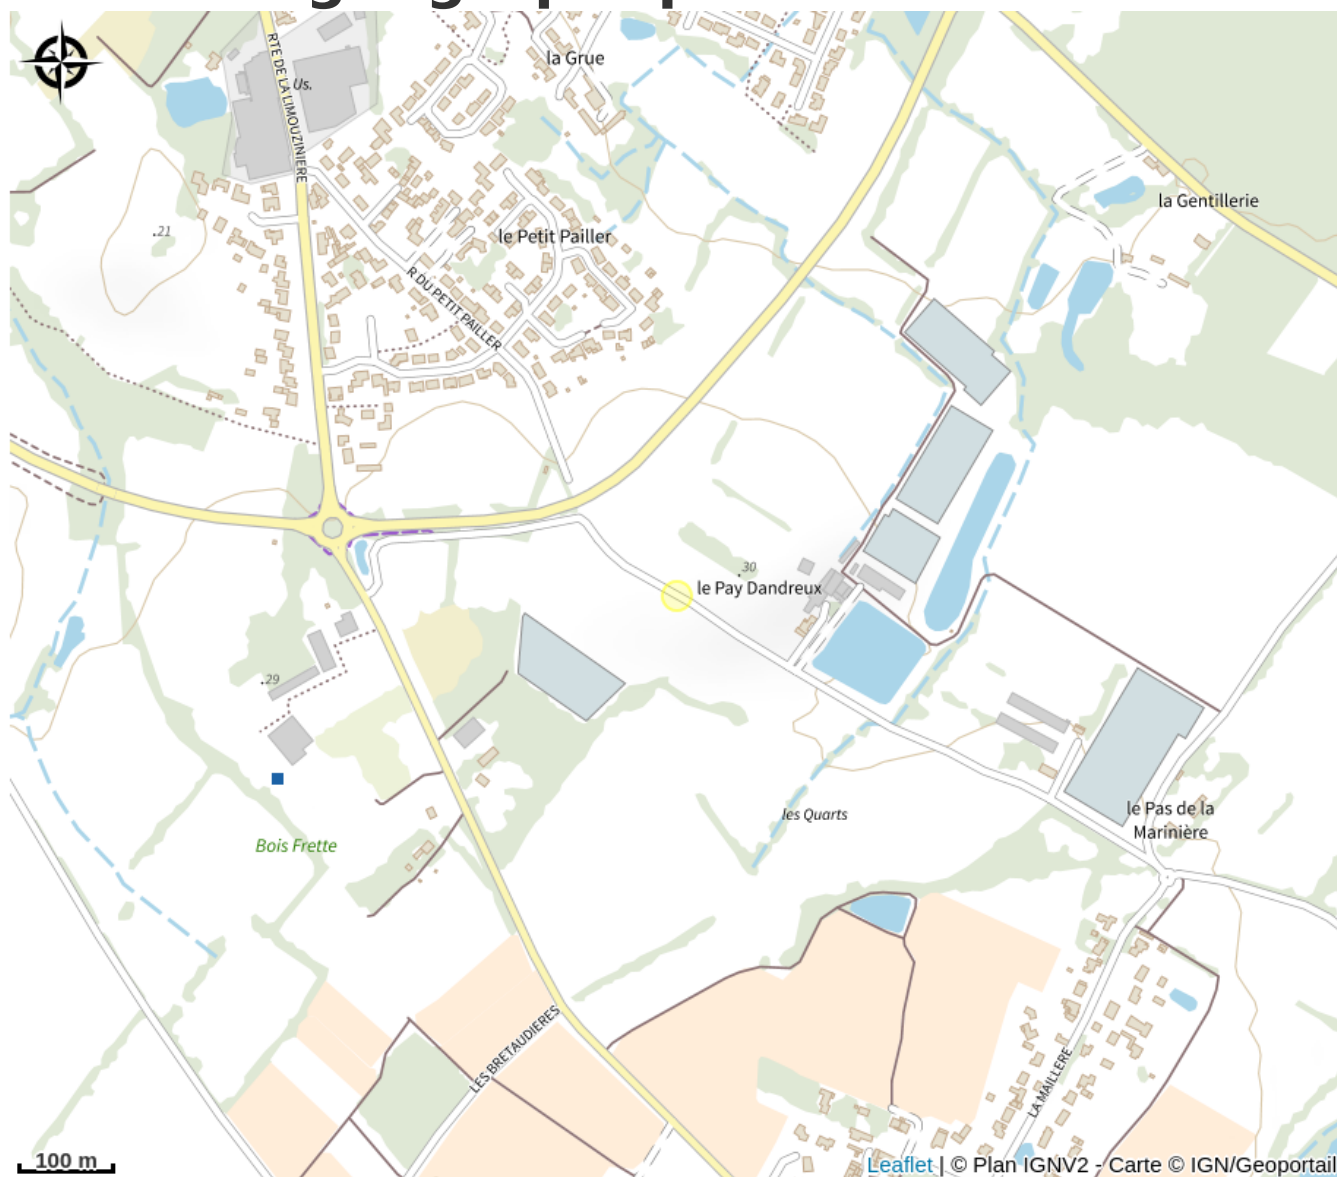 la Grue
RTE DE LA LIMOUZINIERE
Us.
la Gentillerie
.21
le Petit Pailler
R DU PETIT PAILLER
.30
le Pay Dandreux
.29
les Quarts
le Pas de la
Marinière
Bois Frette
LES BRETAUDIERES
LA MAILLERE
100 m
Leaflet | © Plan IGNV2 - Carte © IGN/Geoportail